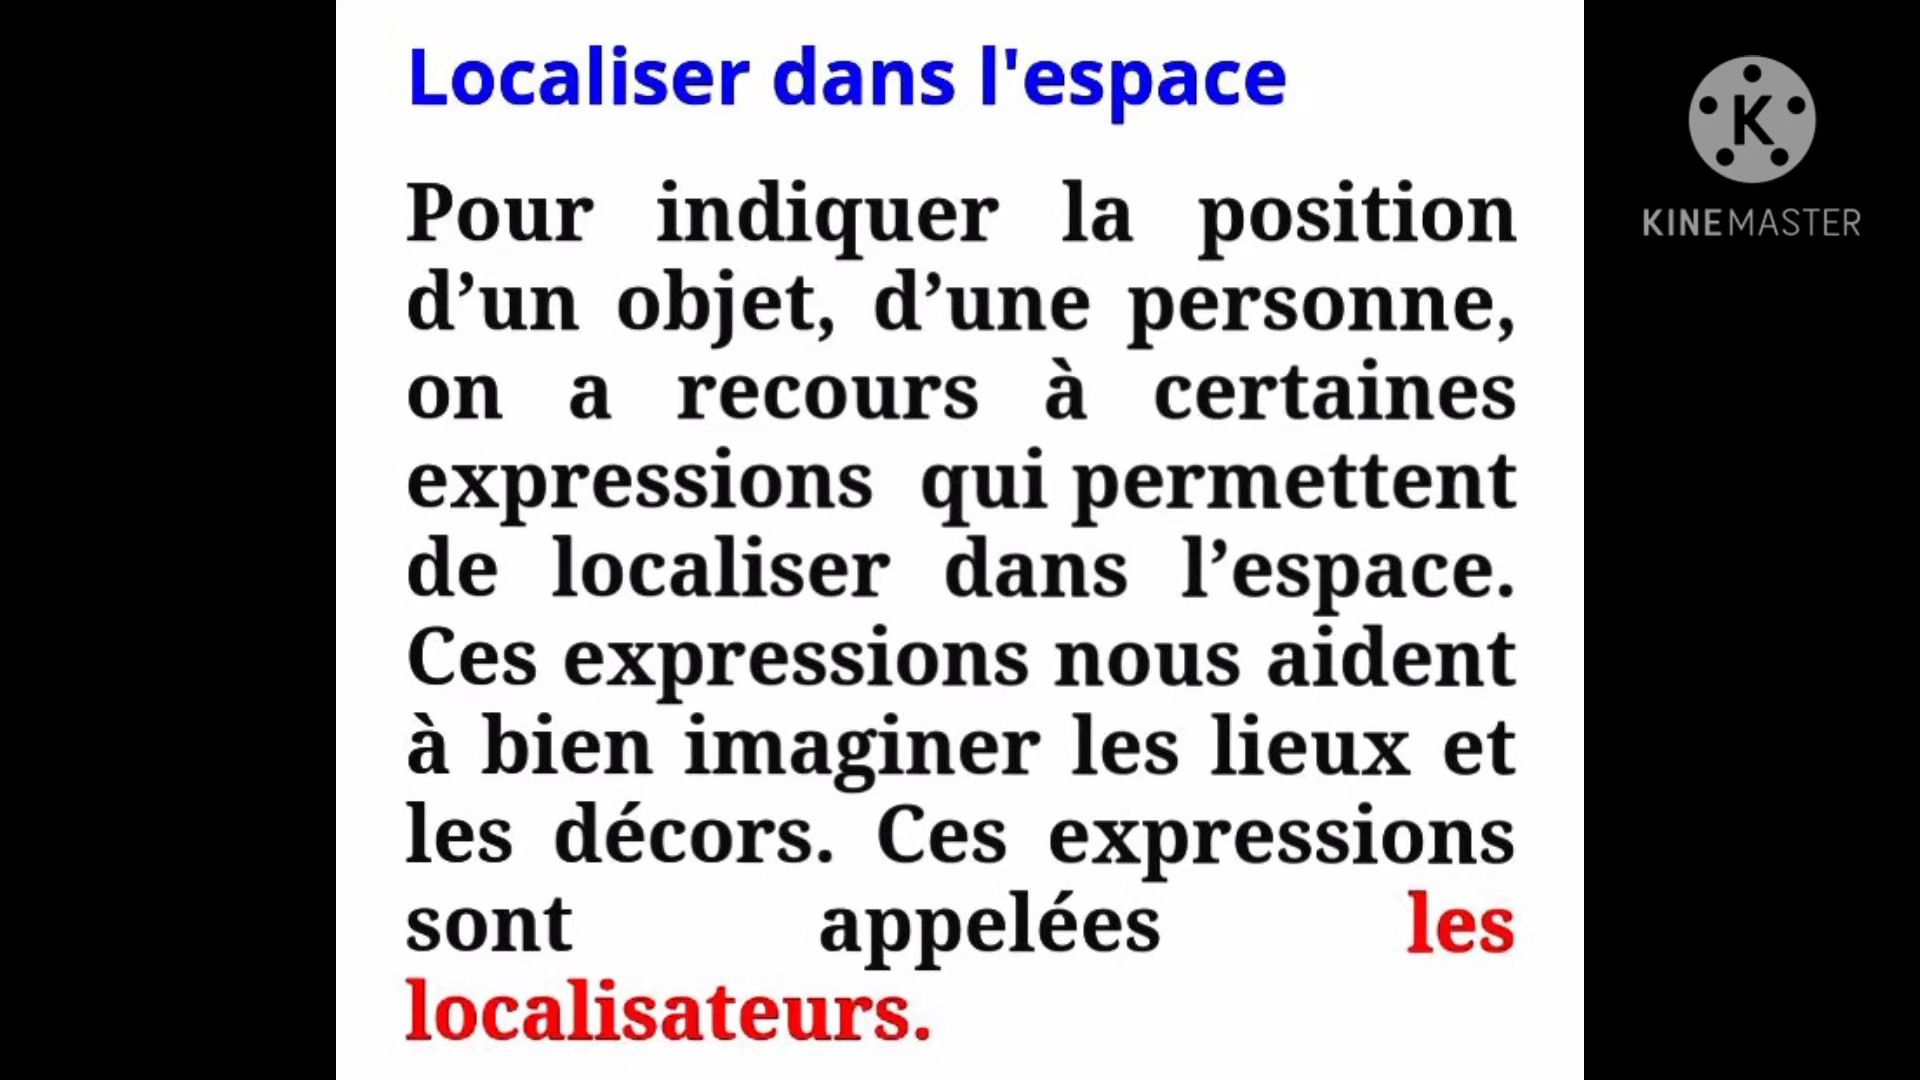 Localiser dans l'espace
Pour indiquer la position
d’un objet, d’une personne,
on a recours à certaines
expressions qui permettent
de localiser dans l’espace.
Ces expressions nous aident
à bien imaginer les lieux et
les décors. Ces expressions
sont appelées les
localisateurs.
K
KINEMASTER